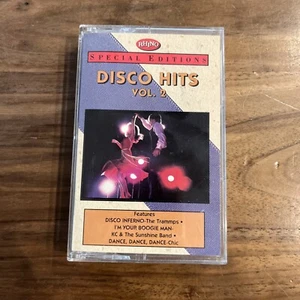 RHINO
SPECIAL EDITIONS
DISCO HITS
VOL. 2
Features
DISCO INFERNO-The Trammps •
I'M YOUR BOOGIE MAN-
KC & The Sunshine Band •
DANCE, DANCE, DANCE-Chic